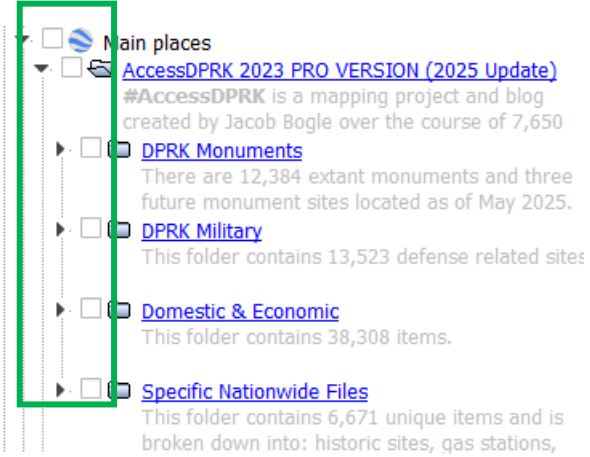 Main places
AccessDPRK 2023 PRO VERSION (2025 Update)
#AccessDPRK is a mapping project and blog
created by Jacob Bogle over the course of 7,650
DPRK Monuments
There are 12,384 extant monuments and three
future monument sites located as of May 2025.
DPRK Military
This folder contains 13,523 defense related sites
Domestic & Economic
This folder contains 38,308 items.
Specific Nationwide Files
This folder contains 6,671 unique items and is
broken down into: historic sites, gas stations,